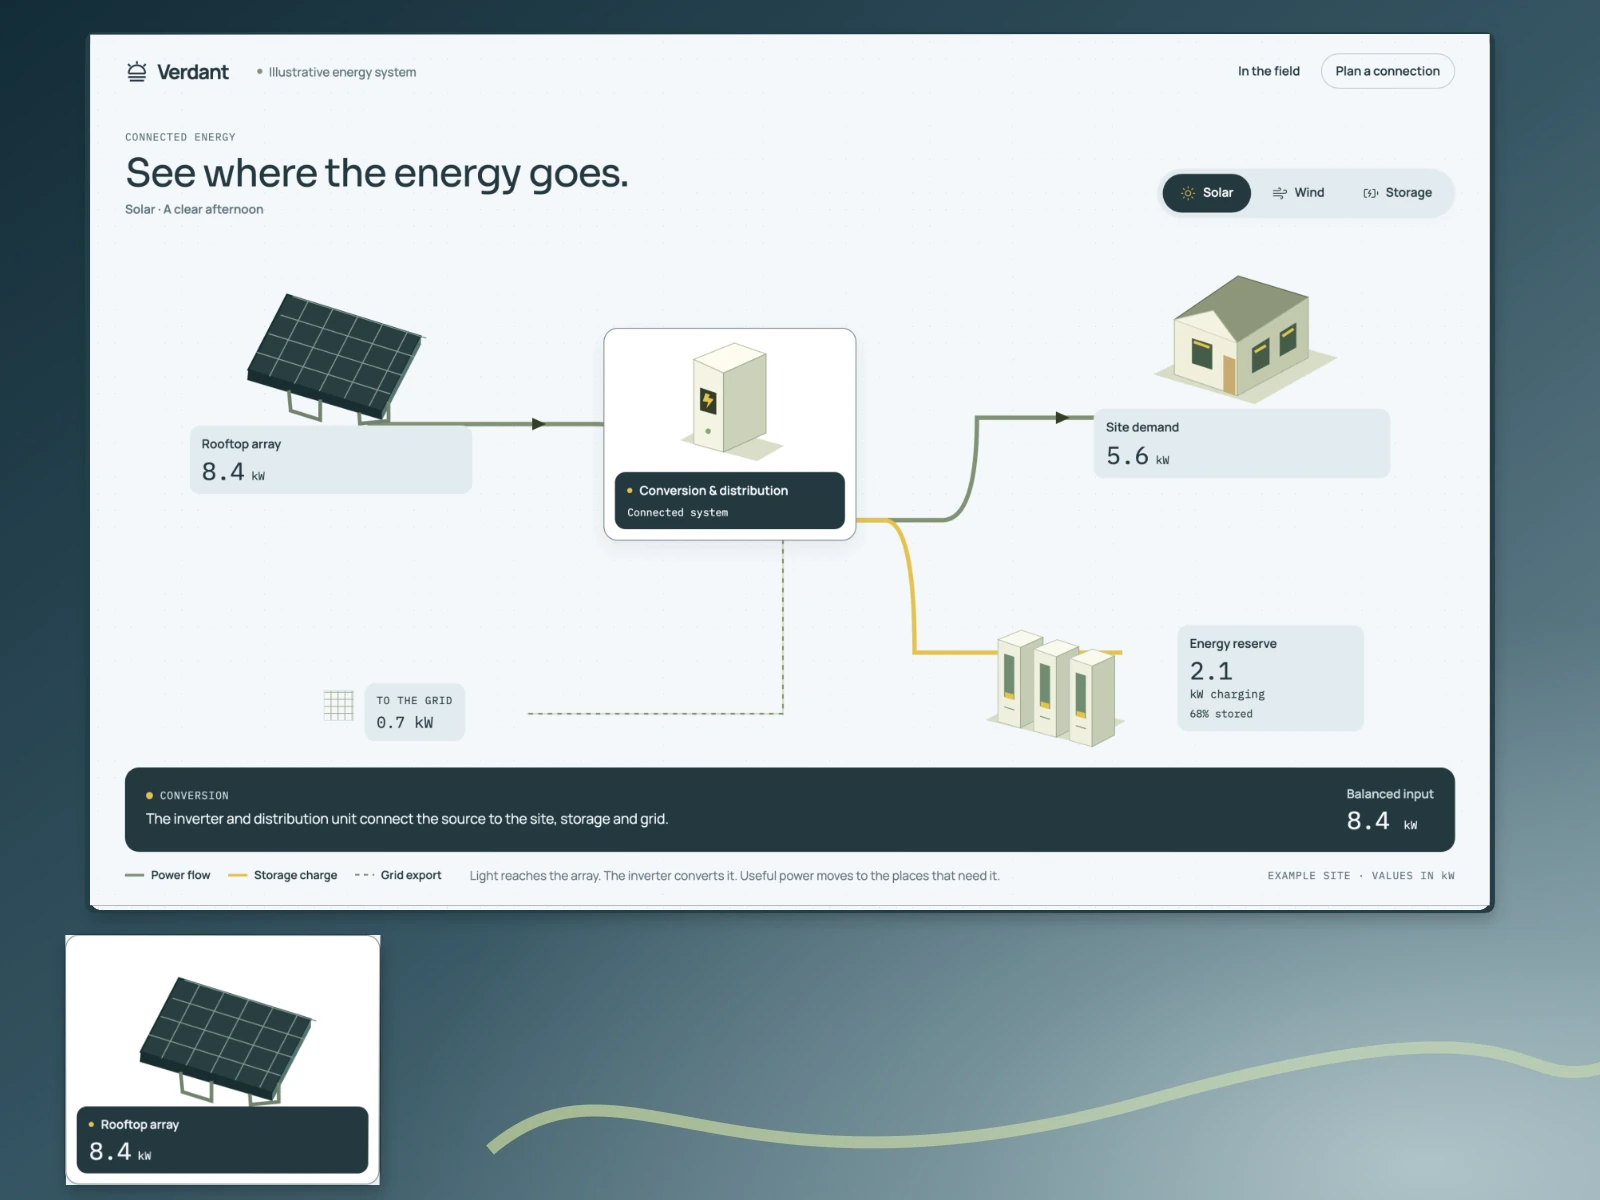 Verdant
Illustrative energy system
In the field
Plan a connection
CONNECTED ENERGY
See where the energy goes.
Solar · A clear afternoon
Solar
Wind
Storage
Rooftop array
8.4 kW
Conversion & distribution
Connected system
Site demand
5.6 kW
TO THE GRID
0.7 kW
Energy reserve
2.1
kW charging
68% stored
CONVERSION
The inverter and distribution unit connect the source to the site, storage and grid.
Balanced input
8.4 kW
Power flow
Storage charge
Grid export
Light reaches the array. The inverter converts it. Useful power moves to the places that need it.
EXAMPLE SITE · VALUES IN kW
Rooftop array
8.4 kW